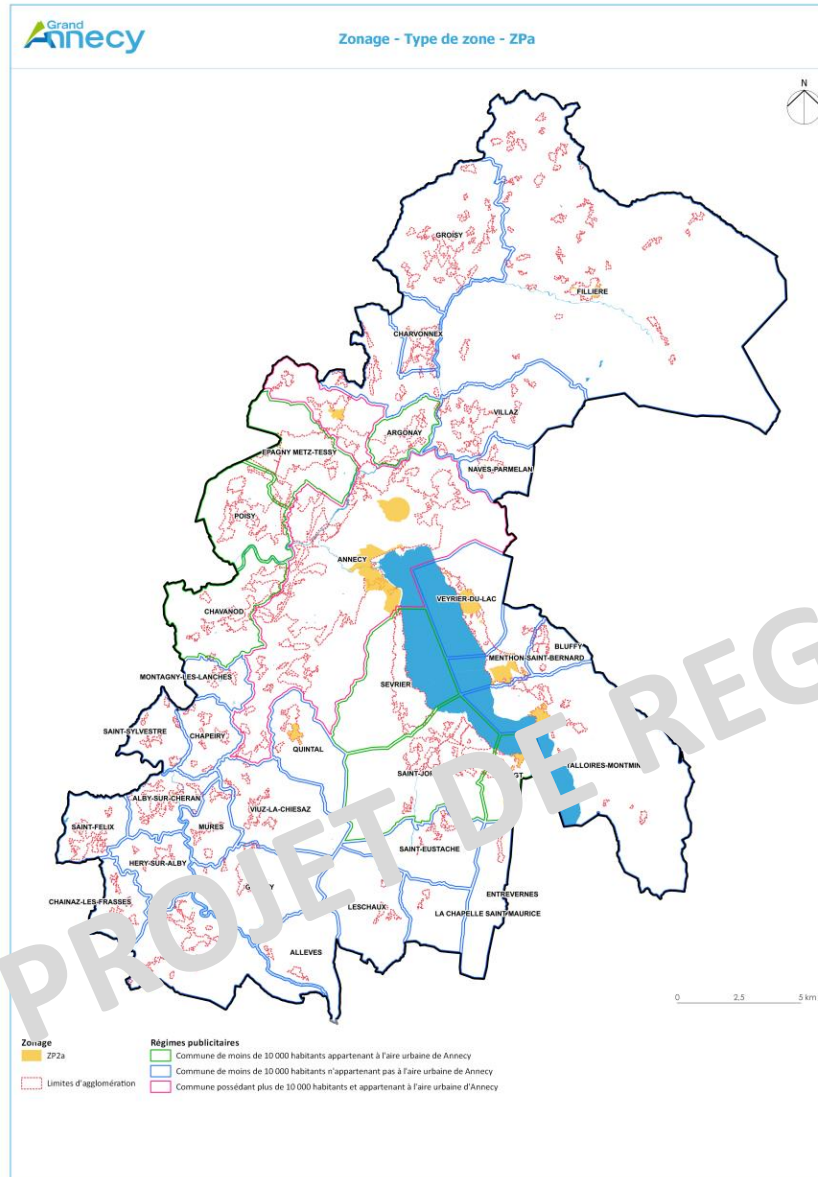 Grand
Annecy
Zonage - Type de zone - ZPa
N
GROISY
FILLIERE
CHARVONNEX
VILLAZ
ARGONAY
EPAGNY METZ-TESSY
NAVES-PARMELAN
POISY
ANNECY
VEYRIER-DU-LAC
CHAVANOD
BLUFFY
MENTHON-SAINT-BERNARD
MONTAGNY-LES-LANCHES
SEVRIER
SAINT-SYLVESTRE
CHAPEIRY
QUINTAL
TALLOIRES-MONTMIN
SAINT-JOR
ALBY-SUR-CHERAN
VIUZ-LA-CHIESAZ
SAINT-FELIX
MURES
SAINT-EUSTACHE
HERY-SUR-ALBY
ENTREVERNES
CHAINAZ-LES-FRASSES
LESCHAUX
LA CHAPELLE SAINT-MAURICE
ALLEVES
PROJET DE REG
0 2.5 5 km
Zonage
ZP2a
Limites d'agglomération
Régimes publicitaires
Commune de moins de 10 000 habitants appartenant à l'aire urbaine de Annecy
Commune de moins de 10 000 habitants n'appartenant pas à l'aire urbaine de Annecy
Commune possédant plus de 10 000 habitants et appartenant à l'aire urbaine d'Annecy